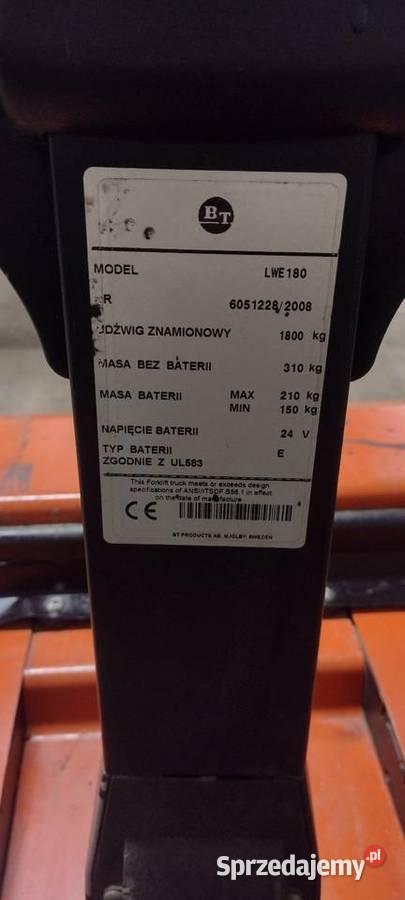 BT
MODEL LWE180
R 6051228/2008
UDŹWIG ZNAMIONOWY 1800 kg
MASA BEZ BATERII 310 kg
MASA BATERII MAX 210 kg
MIN 150 kg
NAPIĘCIE BATERII 24 V
TYP BATERII E
ZGODNIE Z UL583
This Forklift truck meets or exceeds design
specifications of ANSI/ITSDF B56.1 in effect
on the date of manufacture
CE
BT PRODUCTS AB, MJÖLBY, SWEDEN
Sprzedajemy.pl